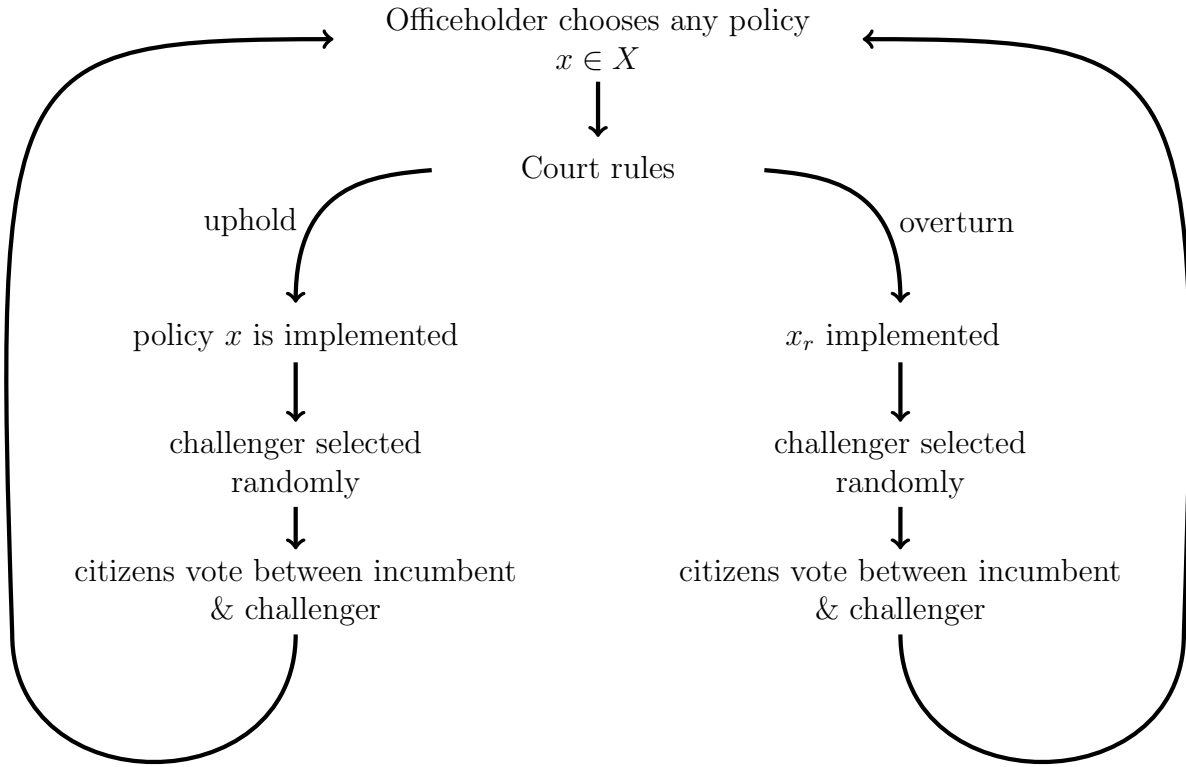 Officeholder chooses any policy
x ∈ X
Court rules
uphold
overturn
policy x is implemented
x_r implemented
challenger selected
randomly
challenger selected
randomly
citizens vote between incumbent
& challenger
citizens vote between incumbent
& challenger